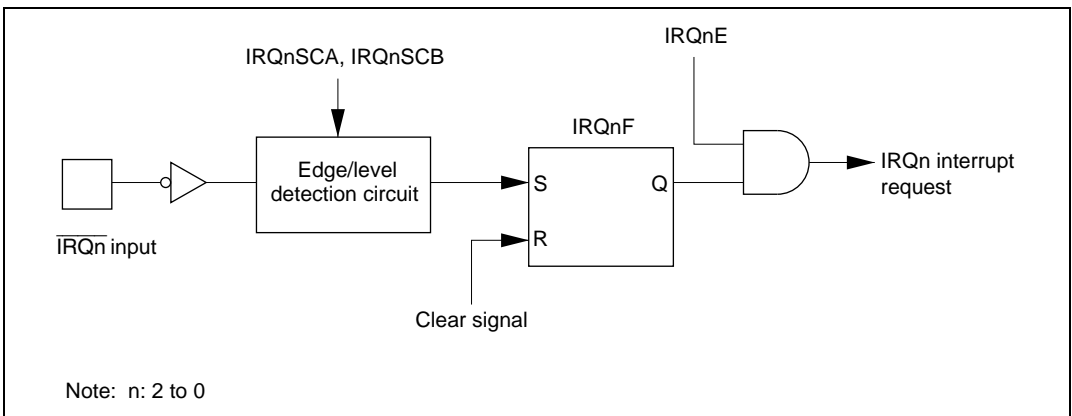 IRQnE
IRQnSCA, IRQnSCB
IRQnF
Edge/level
detection circuit
S
Q
IRQn interrupt
request
R
IRQn input
Clear signal
Note: n: 2 to 0